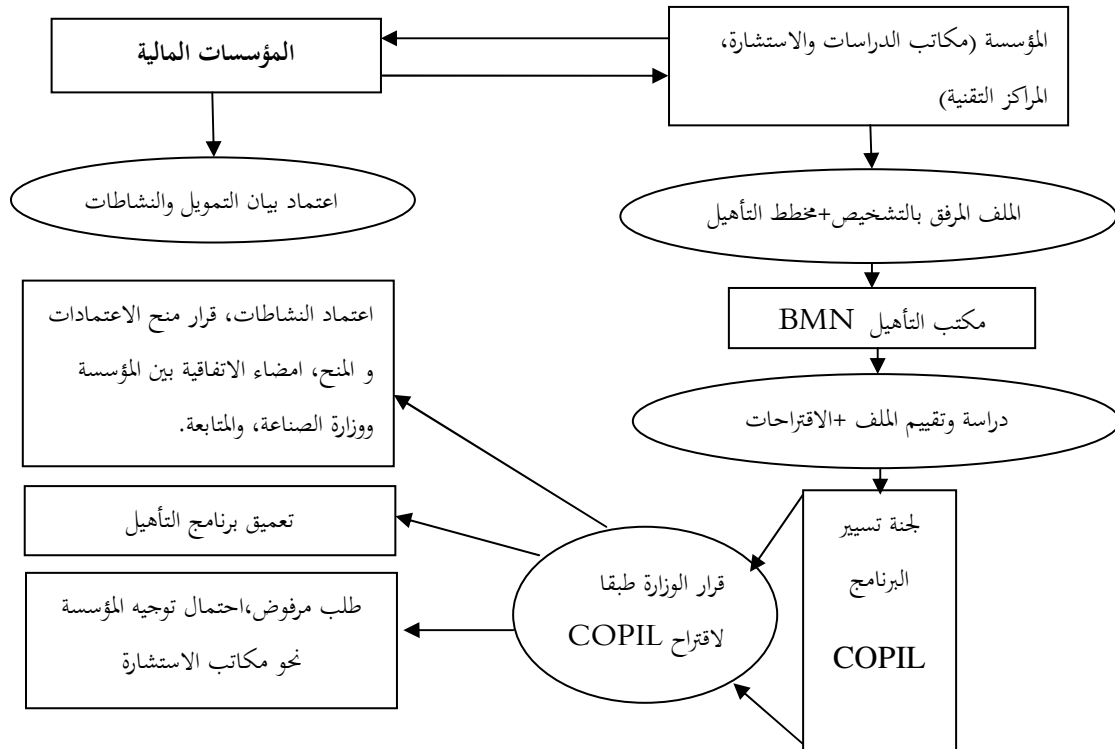 المؤسسة (مكاتب الدراسات والاستشارة،
المراكز التقنية)
المؤسسات المالية
الملف المرفق بالتشخيص+مخطط التأهيل
اعتماد بيان التمويل والنشاطات
مكتب التأهيل BMN
دراسة وتقييم الملف +الاقتراحات
لجنة تسيير
البرنامج
COPIL
قرار الوزارة طبقا
لاقتراح COPIL
اعتماد النشاطات، قرار منح الاعتمادات
و المنح، امضاء الاتفاقية بين المؤسسة
ووزارة الصناعة، والمتابعة.
تعميق برنامج التأهيل
طلب مرفوض،احتمال توجيه المؤسسة
نحو مكاتب الاستشارة